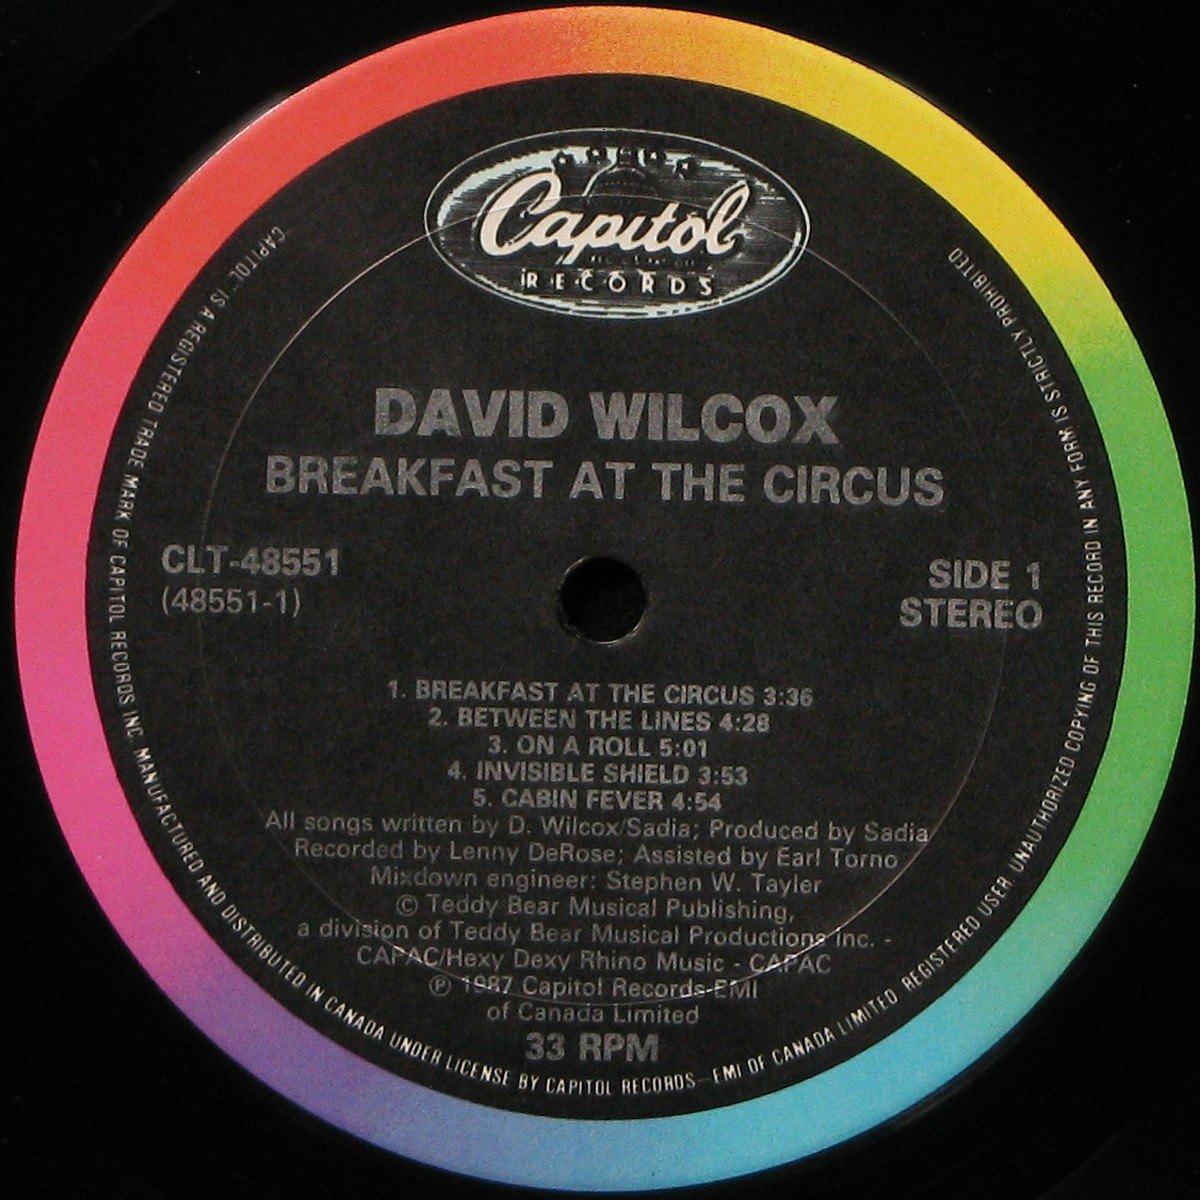 Capitol
RECORDS
DAVID WILCOX
BREAKFAST AT THE CIRCUS
CLT-48551
(48551-1)
SIDE 1
STEREO
1. BREAKFAST AT THE CIRCUS 3:36
2. BETWEEN THE LINES 4:28
3. ON A ROLL 5:01
4. INVISIBLE SHIELD 3:53
5. CABIN FEVER 4:54
All songs written by D. Wilcox/Sadia; Produced by Sadia
Recorded by Lenny DeRose; Assisted by Earl Torno
Mixdown engineer: Stephen W. Tayler
© Teddy Bear Musical Publishing,
a division of Teddy Bear Musical Productions Inc. -
CAPAC/Hexy Dexy Rhino Music - CAPAC
℗ 1987 Capitol Records-EMI
of Canada Limited
33 RPM
"CAPITOL" IS A REGISTERED TRADE MARK OF CAPITOL RECORDS INC. MANUFACTURED AND DISTRIBUTED IN CANADA UNDER LICENSE BY CAPITOL RECORDS—EMI OF CANADA LIMITED REGISTERED USER. UNAUTHORIZED COPYING OF THIS RECORD IN ANY FORM IS STRICTLY PROHIBITED